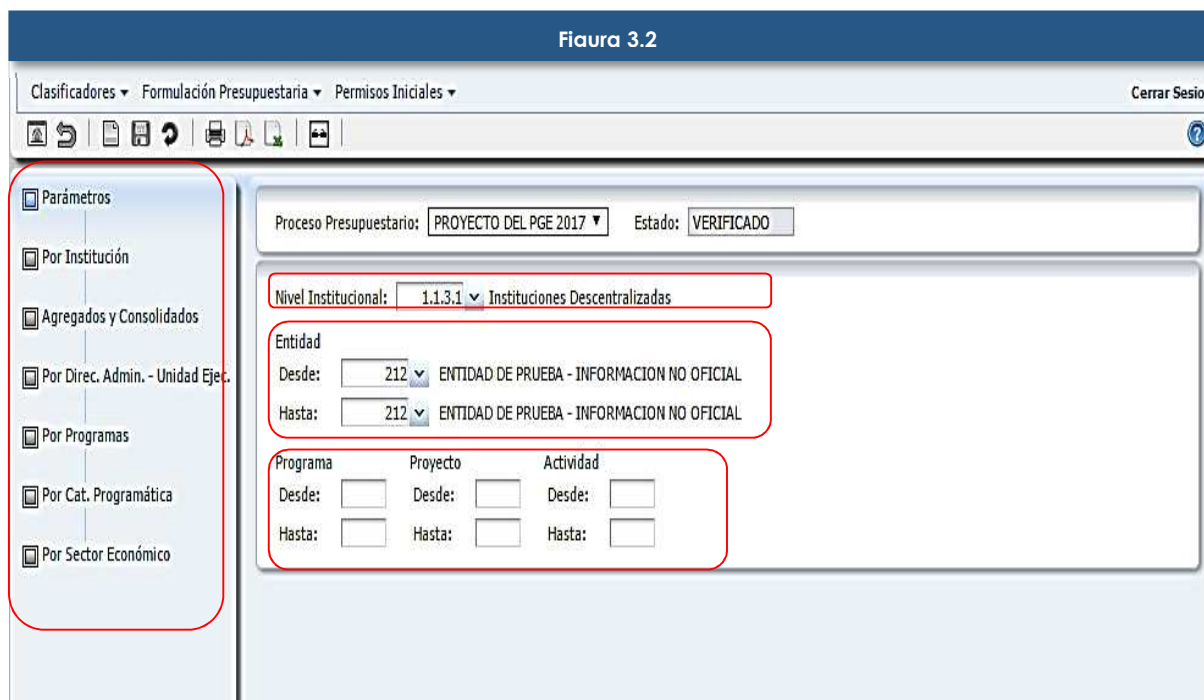 Figura 3.2
Clasificadores Formulación Presupuestaria Permisos Iniciales Cerrar Sesio
Parámetros
Por Institución
Agregados y Consolidados
Por Direc. Admin. - Unidad Ejec.
Por Programas
Por Cat. Programática
Por Sector Económico
Proceso Presupuestario: PROYECTO DEL PGE 2017 Estado: VERIFICADO
Nivel Institucional: 1.1.3.1 Instituciones Descentralizadas
Entidad
Desde: 212 ENTIDAD DE PRUEBA - INFORMACION NO OFICIAL
Hasta: 212 ENTIDAD DE PRUEBA - INFORMACION NO OFICIAL
Programa Proyecto Actividad
Desde: Desde: Desde:
Hasta: Hasta: Hasta: